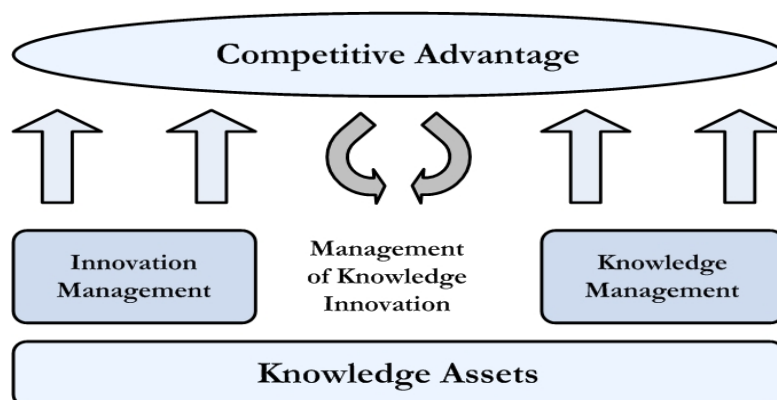 Competitive Advantage
Innovation
Management
Management
of Knowledge
Innovation
Knowledge
Management
Knowledge Assets